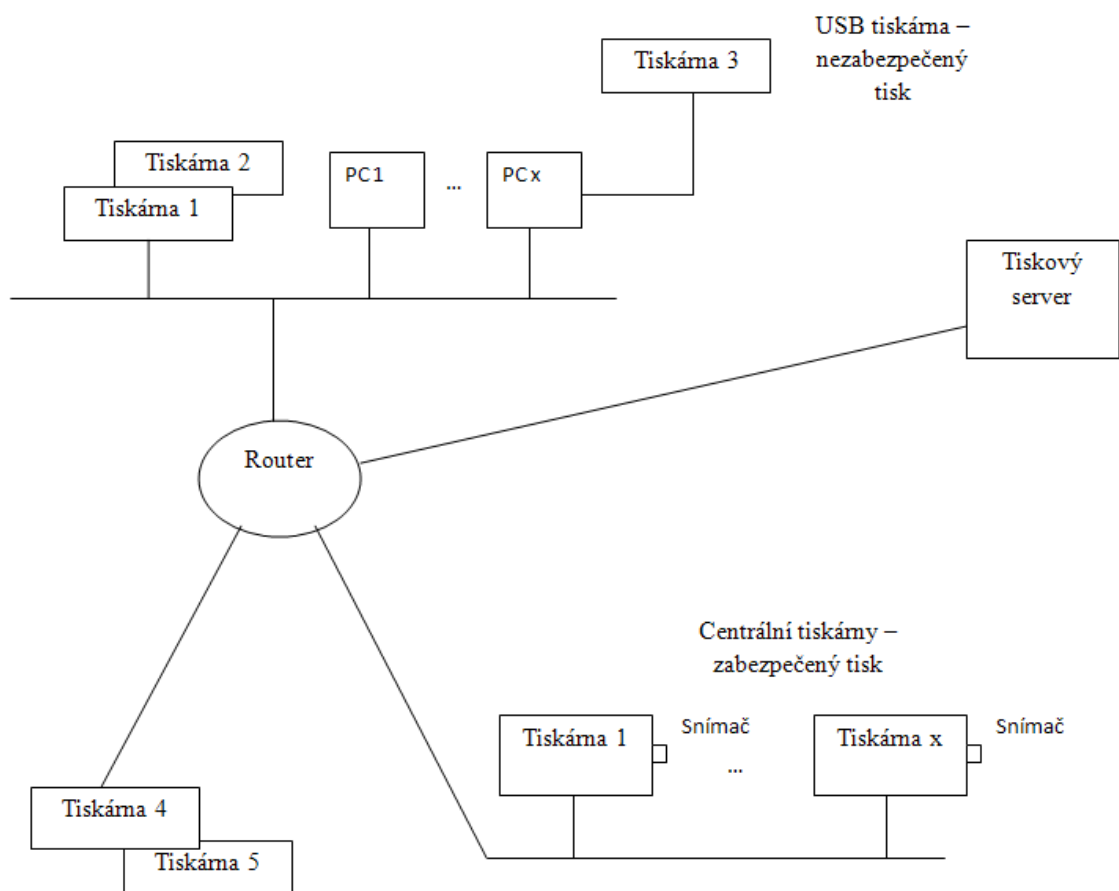 USB tiskárna –
nezabezpečený
tisk
Tiskárna 3
Tiskárna 2
Tiskárna 1
PC1
...
PCx
Tiskový
server
Router
Centrální tiskárny –
zabezpečený tisk
Tiskárna 1
Snímač
...
Tiskárna x
Snímač
Tiskárna 4
Tiskárna 5